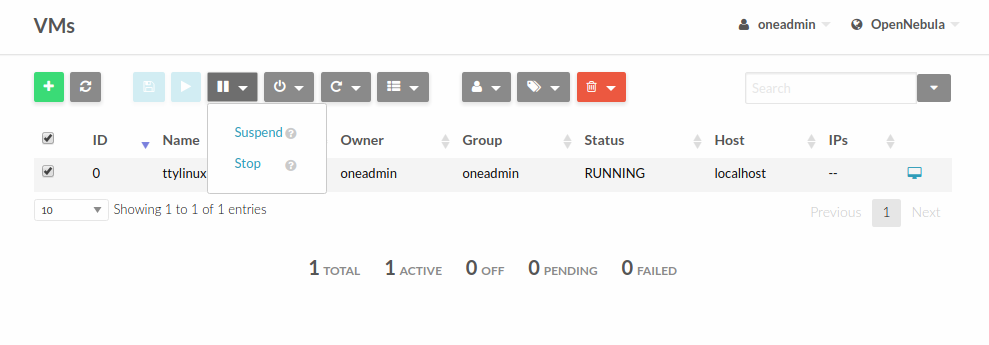 VMs
oneadmin
OpenNebula
Search
Suspend ?
Stop ?
ID Name Owner Group Status Host IPs
0 ttylinux oneadmin oneadmin RUNNING localhost --
10 Showing 1 to 1 of 1 entries
Previous 1 Next
1 TOTAL 1 ACTIVE 0 OFF 0 PENDING 0 FAILED